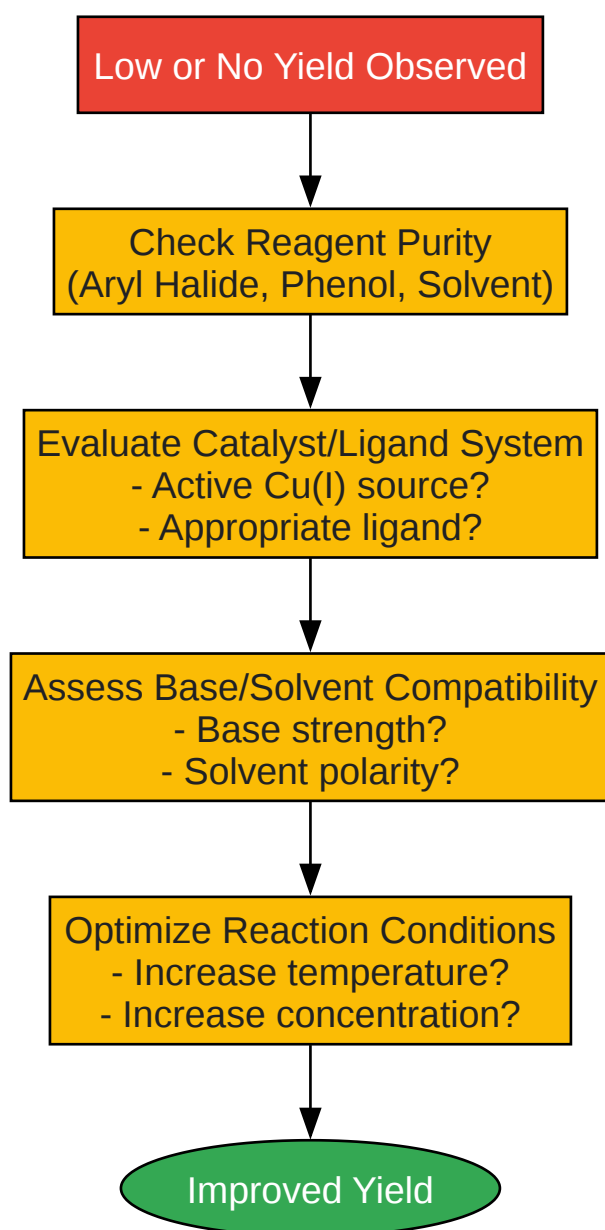 Low or No Yield Observed
Check Reagent Purity
(Aryl Halide, Phenol, Solvent)
Evaluate Catalyst/Ligand System
- Active Cu(I) source?
- Appropriate ligand?
Assess Base/Solvent Compatibility
- Base strength?
- Solvent polarity?
Optimize Reaction Conditions
- Increase temperature?
- Increase concentration?
Improved Yield